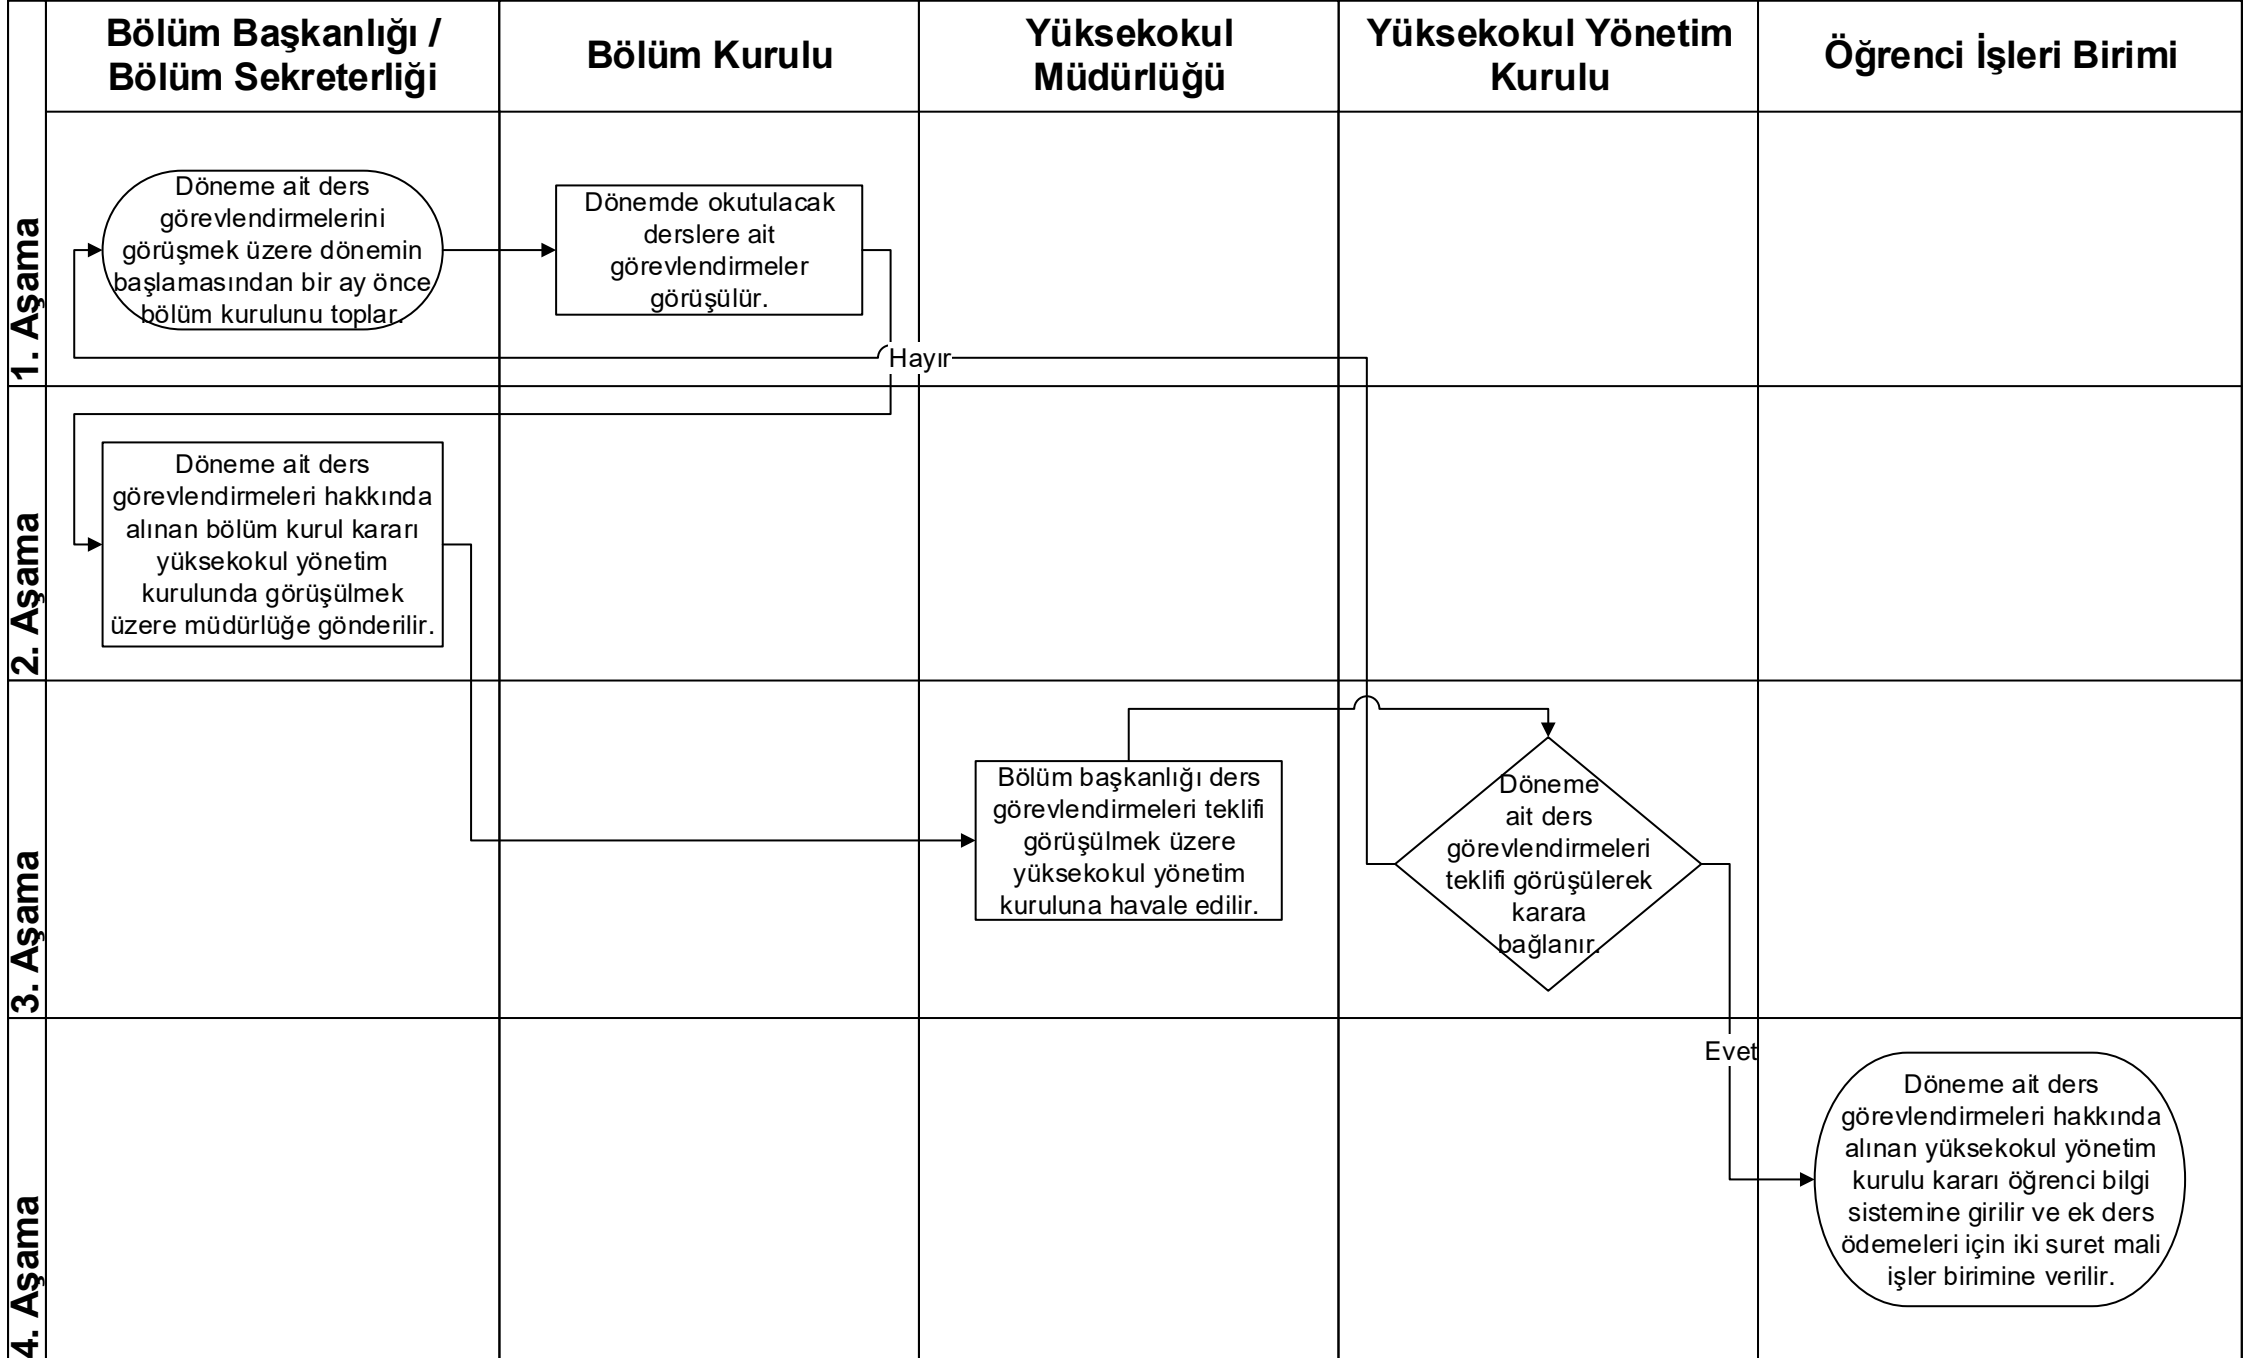 Bölüm Başkanlığı /
Bölüm Sekreterliği
Bölüm Kurulu
Yüksekokul
Müdürlüğü
Yüksekokul Yönetim
Kurulu
Öğrenci İşleri Birimi
1. Aşama
Döneme ait ders
görevlendirmelerini
görüşmek üzere dönemin
başlamasından bir ay önce
bölüm kurulunu toplar.
Dönemde okutulacak
derslere ait
görevlendirmeler
görüşülür.
Hayır
2. Aşama
Döneme ait ders
görevlendirmeleri hakkında
alınan bölüm kurul kararı
yüksekokul yönetim
kurulunda görüşülmek
üzere müdürlüğe gönderilir.
3. Aşama
Bölüm başkanlığı ders
görevlendirmeleri teklifi
görüşülmek üzere
yüksekokul yönetim
kuruluna havale edilir.
Döneme
ait ders
görevlendirmeleri
teklifi görüşülerek
karara
bağlanır.
4. Aşama
Evet
Döneme ait ders
görevlendirmeleri hakkında
alınan yüksekokul yönetim
kurulu kararı öğrenci bilgi
sistemine girilir ve ek ders
ödemeleri için iki suret mali
işler birimine verilir.